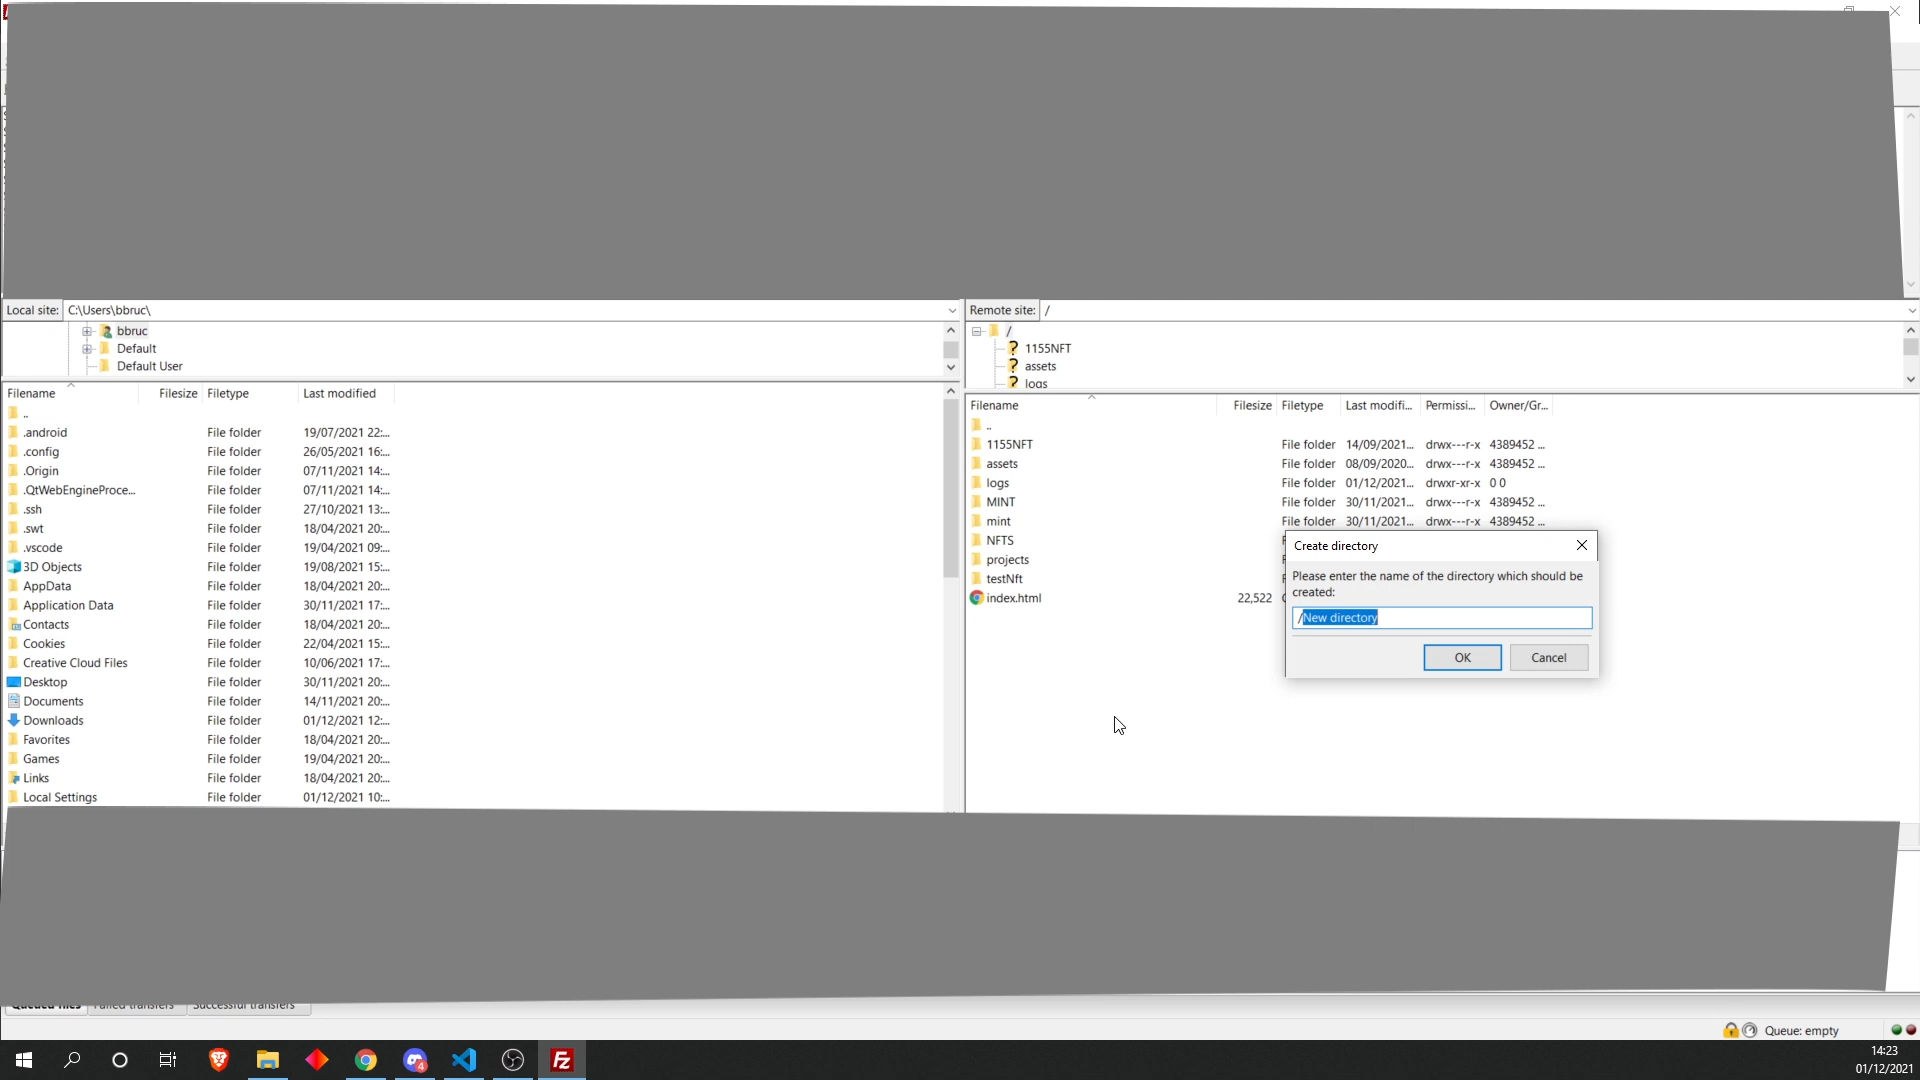 Local site: C:\Users\bbruc\
bbruc
Default
Default User
Filename Filesize Filetype Last modified
..
.android File folder 19/07/2021 22:...
.config File folder 26/05/2021 16:...
.Origin File folder 07/11/2021 14:...
.QtWebEngineProce... File folder 07/11/2021 14:...
.ssh File folder 27/10/2021 13:...
.swt File folder 18/04/2021 20:...
.vscode File folder 19/04/2021 09:...
3D Objects File folder 19/08/2021 15:...
AppData File folder 18/04/2021 20:...
Application Data File folder 30/11/2021 17:...
Contacts File folder 18/04/2021 20:...
Cookies File folder 22/04/2021 15:...
Creative Cloud Files File folder 10/06/2021 17:...
Desktop File folder 30/11/2021 20:...
Documents File folder 14/11/2021 20:...
Downloads File folder 01/12/2021 12:...
Favorites File folder 18/04/2021 20:...
Games File folder 19/04/2021 20:...
Links File folder 18/04/2021 20:...
Local Settings File folder 01/12/2021 10:...
Remote site: /
/
1155NFT
assets
logs
Filename Filesize Filetype Last modifi... Permissi... Owner/Gr...
..
1155NFT File folder 14/09/2021... drwx---r-x 4389452 ...
assets File folder 08/09/2020... drwx---r-x 4389452 ...
logs File folder 01/12/2021... drwxr-xr-x 0 0
MINT File folder 30/11/2021... drwx---r-x 4389452 ...
mint File folder 30/11/2021... drwx---r-x 4389452 ...
NFTS
projects
testNft
index.html 22,522
Create directory
Please enter the name of the directory which should be
created:
/New directory
OK Cancel
Queued files Failed transfers Successful transfers
Queue: empty
4
Fz
14:23
01/12/2021